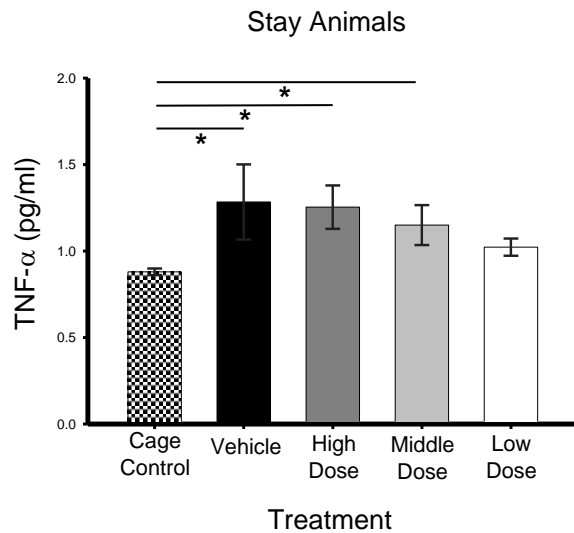 Stay Animals
TNF-α (pg/ml)
2.0
1.5
1.0
0.5
0.0
*
*
*
Cage
Control
Vehicle
High
Dose
Middle
Dose
Low
Dose
Treatment